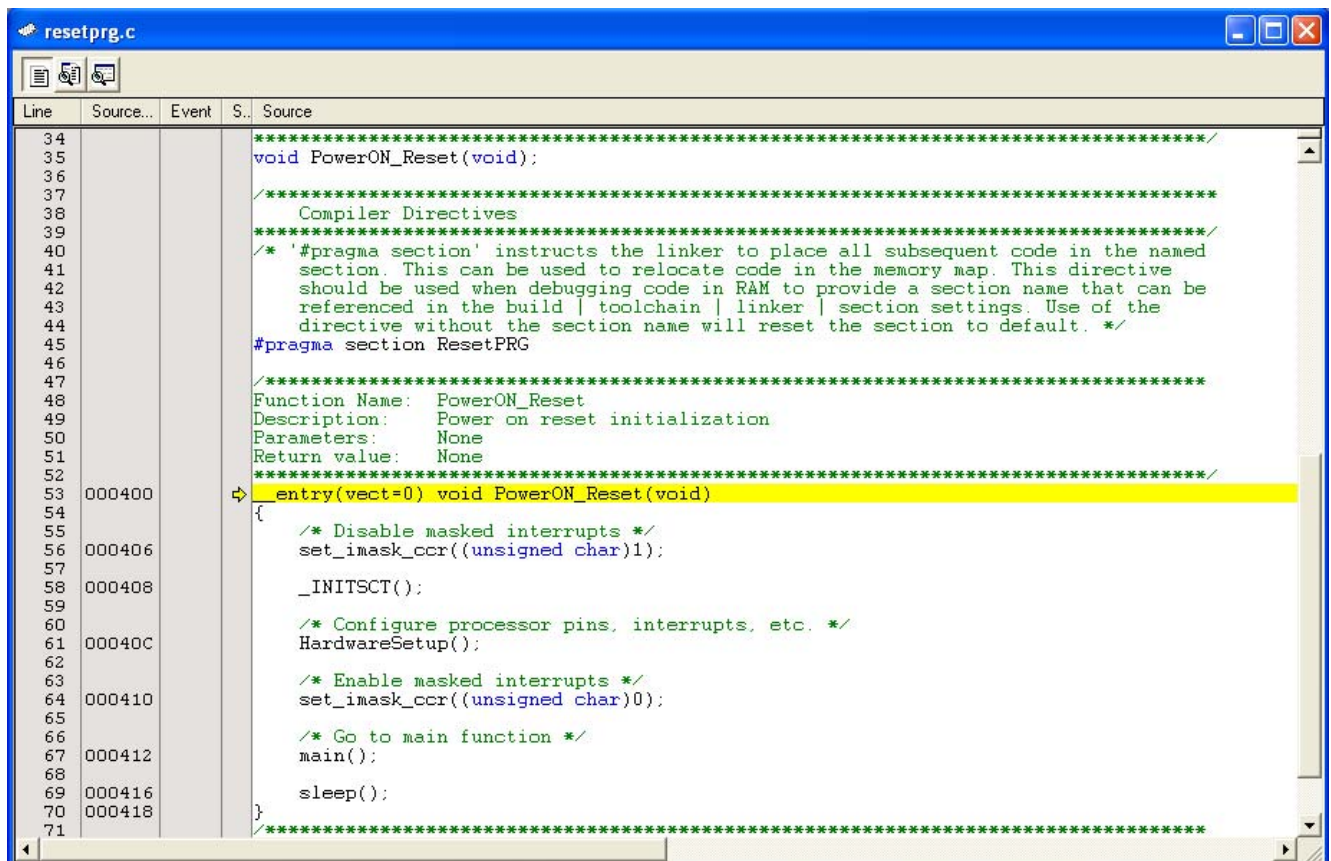 resetprg.c
Line Source... Event S.. Source
34 ***********************************************************************************/
35 void PowerON_Reset(void);
36
37 /***********************************************************************************
38 Compiler Directives
39 ***********************************************************************************/
40 /* '#pragma section' instructs the linker to place all subsequent code in the named
41 section. This can be used to relocate code in the memory map. This directive
42 should be used when debugging code in RAM to provide a section name that can be
43 referenced in the build | toolchain | linker | section settings. Use of the
44 directive without the section name will reset the section to default. */
45 #pragma section ResetPRG
46
47 /**********************************************************************************
48 Function Name: PowerON_Reset
49 Description: Power on reset initialization
50 Parameters: None
51 Return value: None
52 ***********************************************************************************/
53 000400 __entry(vect=0) void PowerON_Reset(void)
54 {
55 /* Disable masked interrupts */
56 000406 set_imask_ccr((unsigned char)1);
57
58 000408 _INITSCT();
59
60 /* Configure processor pins, interrupts, etc. */
61 00040C HardwareSetup();
62
63 /* Enable masked interrupts */
64 000410 set_imask_ccr((unsigned char)0);
65
66 /* Go to main function */
67 000412 main();
68
69 000416 sleep();
70 000418 }
71 /**********************************************************************************